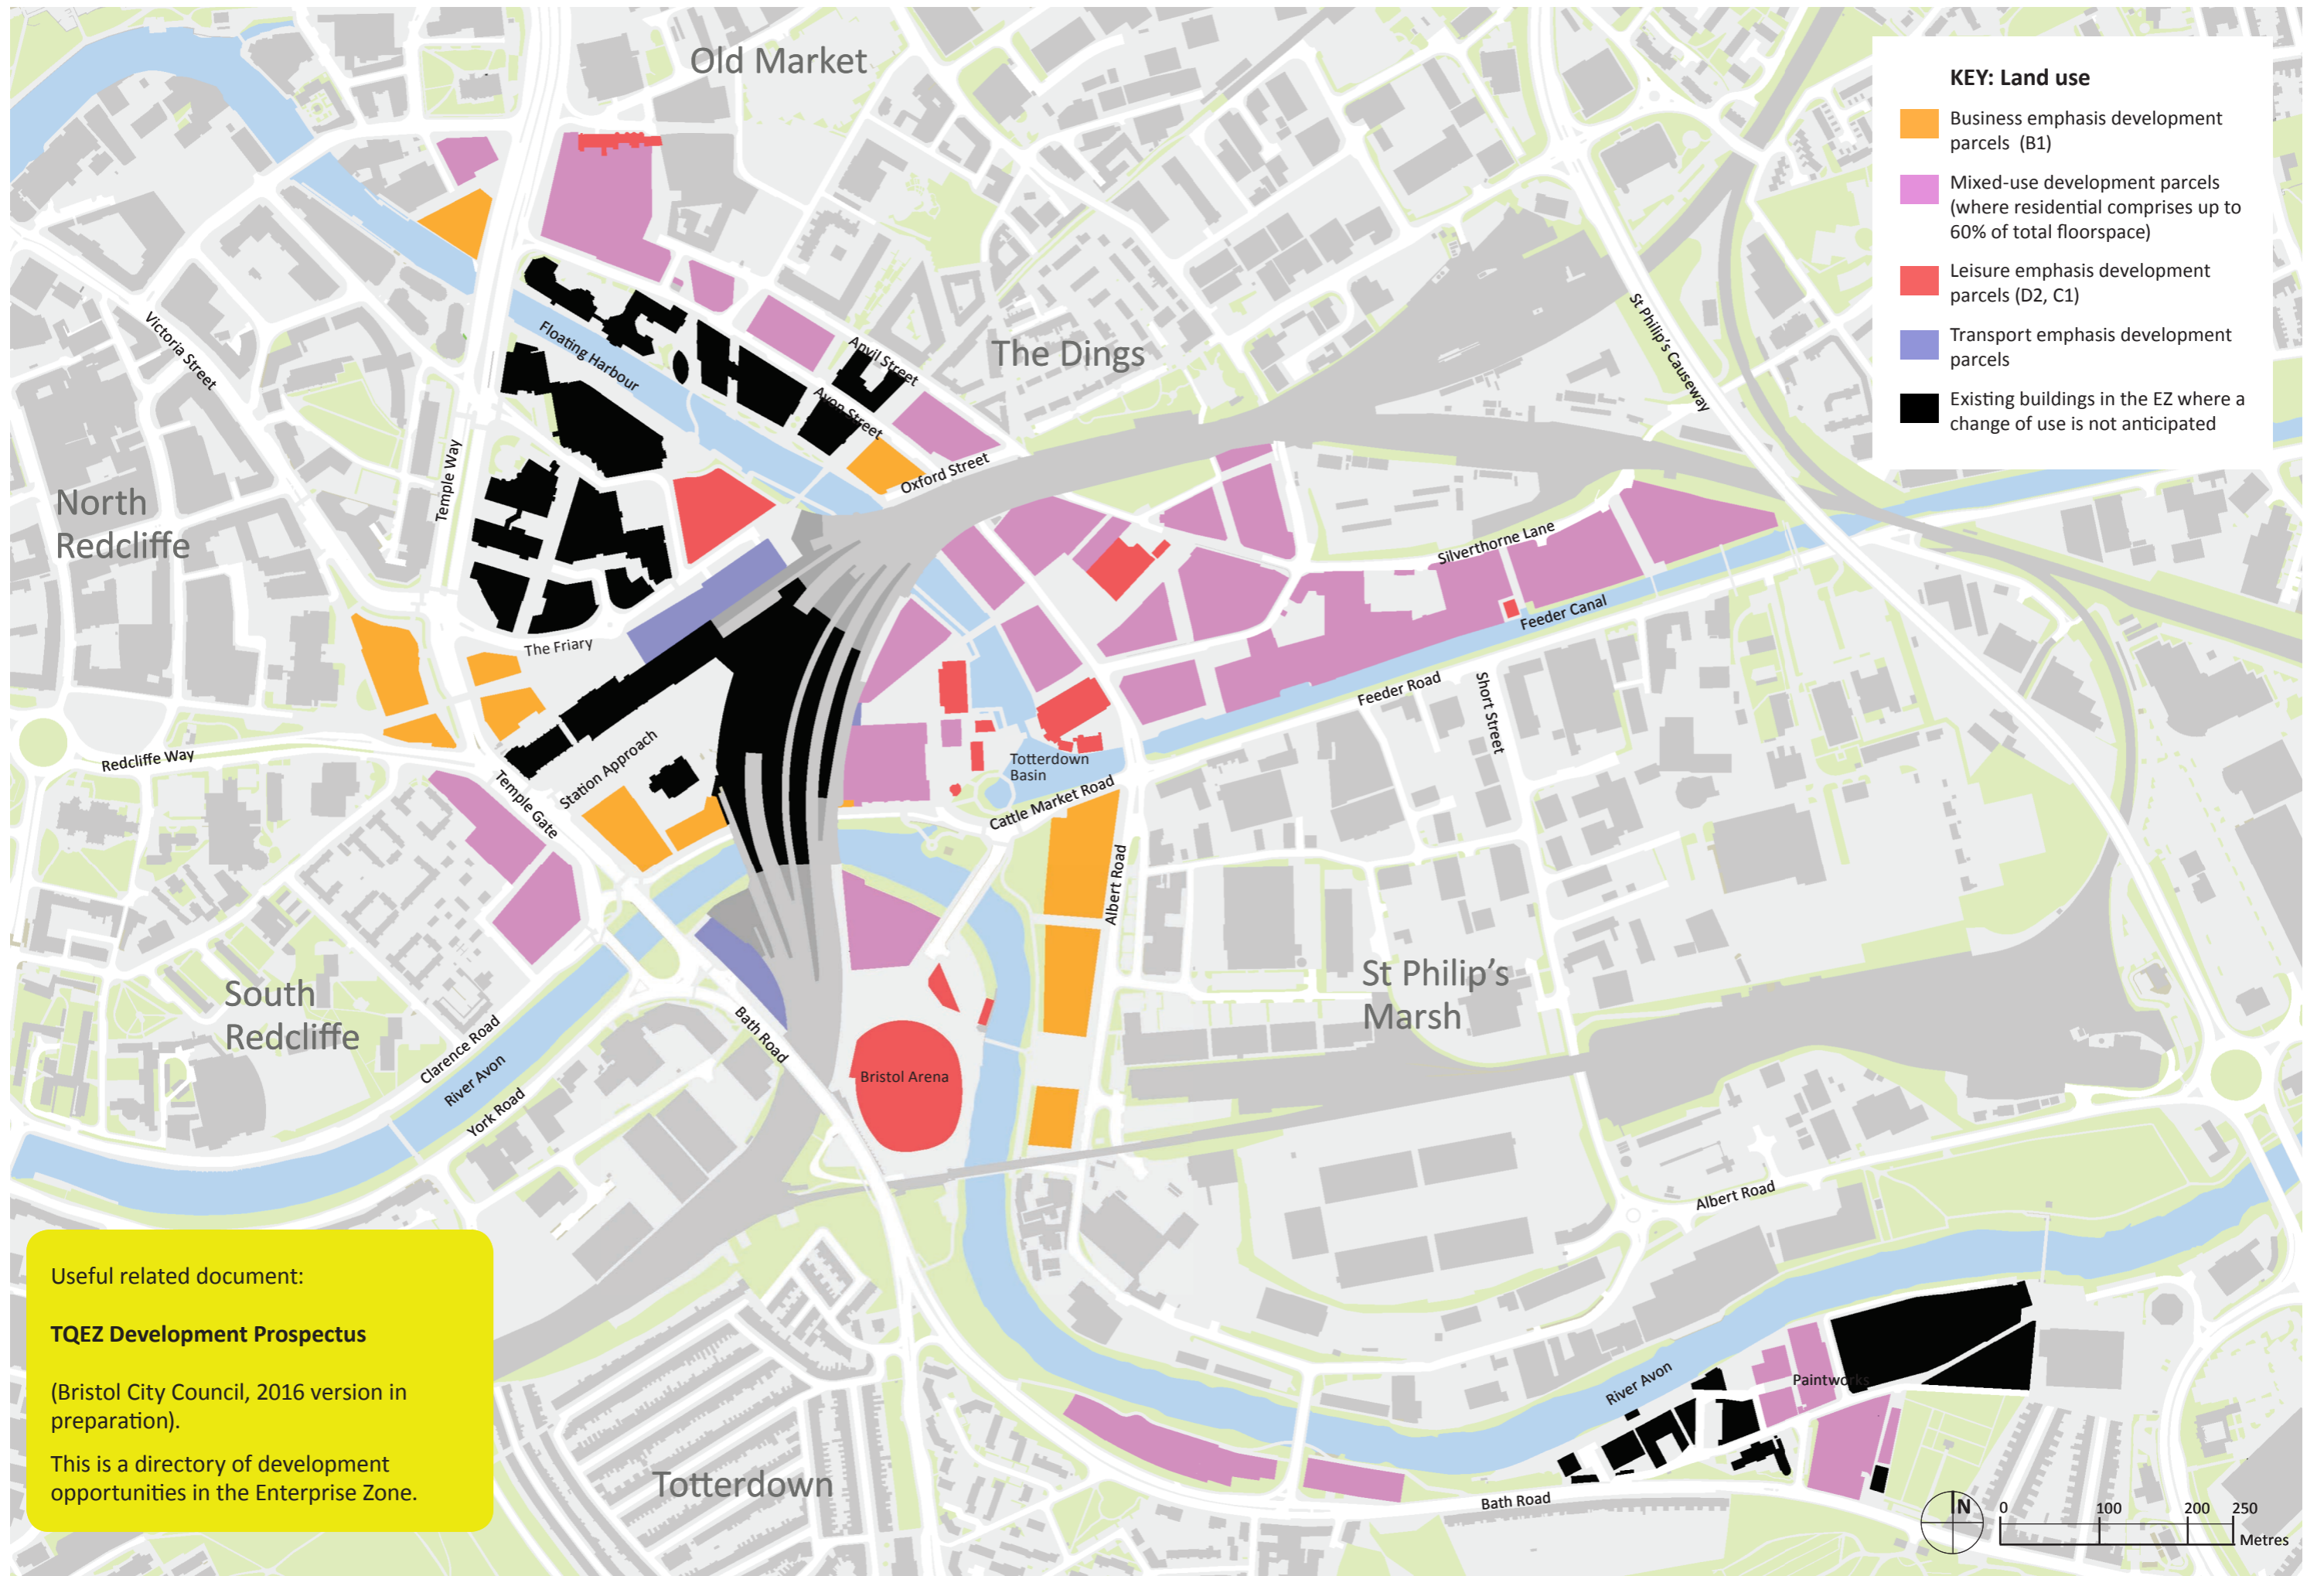 Old Market
KEY: Land use
Business emphasis development
parcels (B1)
Mixed-use development parcels
(where residential comprises up to
60% of total floorspace)
Leisure emphasis development
parcels (D2, C1)
Transport emphasis development
parcels
Existing buildings in the EZ where a
change of use is not anticipated
Victoria Street
Floating Harbour
Anvil Street
Avon Street
The Dings
St Philip's Causeway
Temple Way
Oxford Street
North
Redcliffe
Silverthorne Lane
Feeder Canal
The Friary
Feeder Road
Short Street
Redcliffe Way
Station Approach
Temple Gate
Totterdown
Basin
Cattle Market Road
Albert Road
St Philip's
Marsh
South
Redcliffe
Clarence Road
River Avon
York Road
Bath Road
Bristol Arena
Albert Road
Useful related document:
TQEZ Development Prospectus
(Bristol City Council, 2016 version in
preparation).
This is a directory of development
opportunities in the Enterprise Zone.
Totterdown
River Avon
Paintworks
Bath Road
N
0 100 200 250
Metres